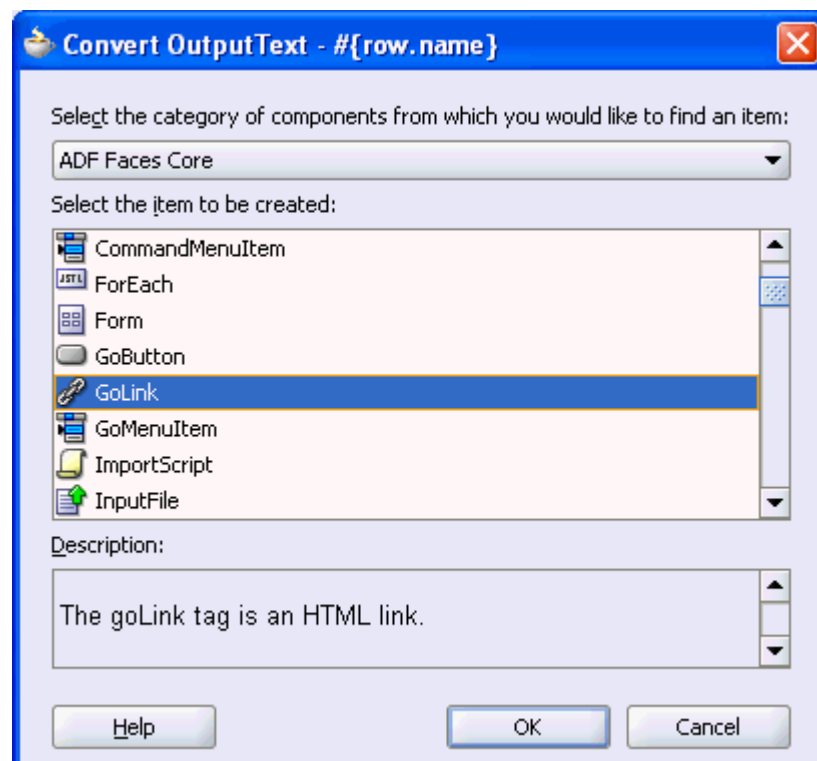 Convert OutputText - #{row.name}
Select the category of components from which you would like to find an item:
ADF Faces Core
Select the item to be created:
CommandMenuItem
JSTL ForEach
Form
GoButton
GoLink
GoMenuItem
ImportScript
InputFile
Description:
The goLink tag is an HTML link.
Help OK Cancel